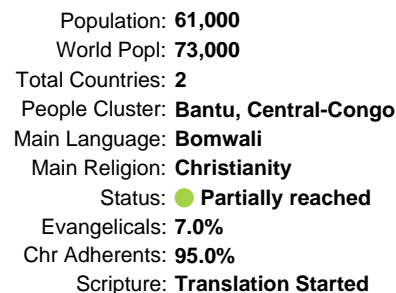 Population: 61,000
World Popl: 73,000
Total Countries: 2
People Cluster: Bantu, Central-Congo
Main Language: Bomwali
Main Religion: Christianity
Status: Partially reached
Evangelicals: 7.0%
Chr Adherents: 95.0%
Scripture: Translation Started